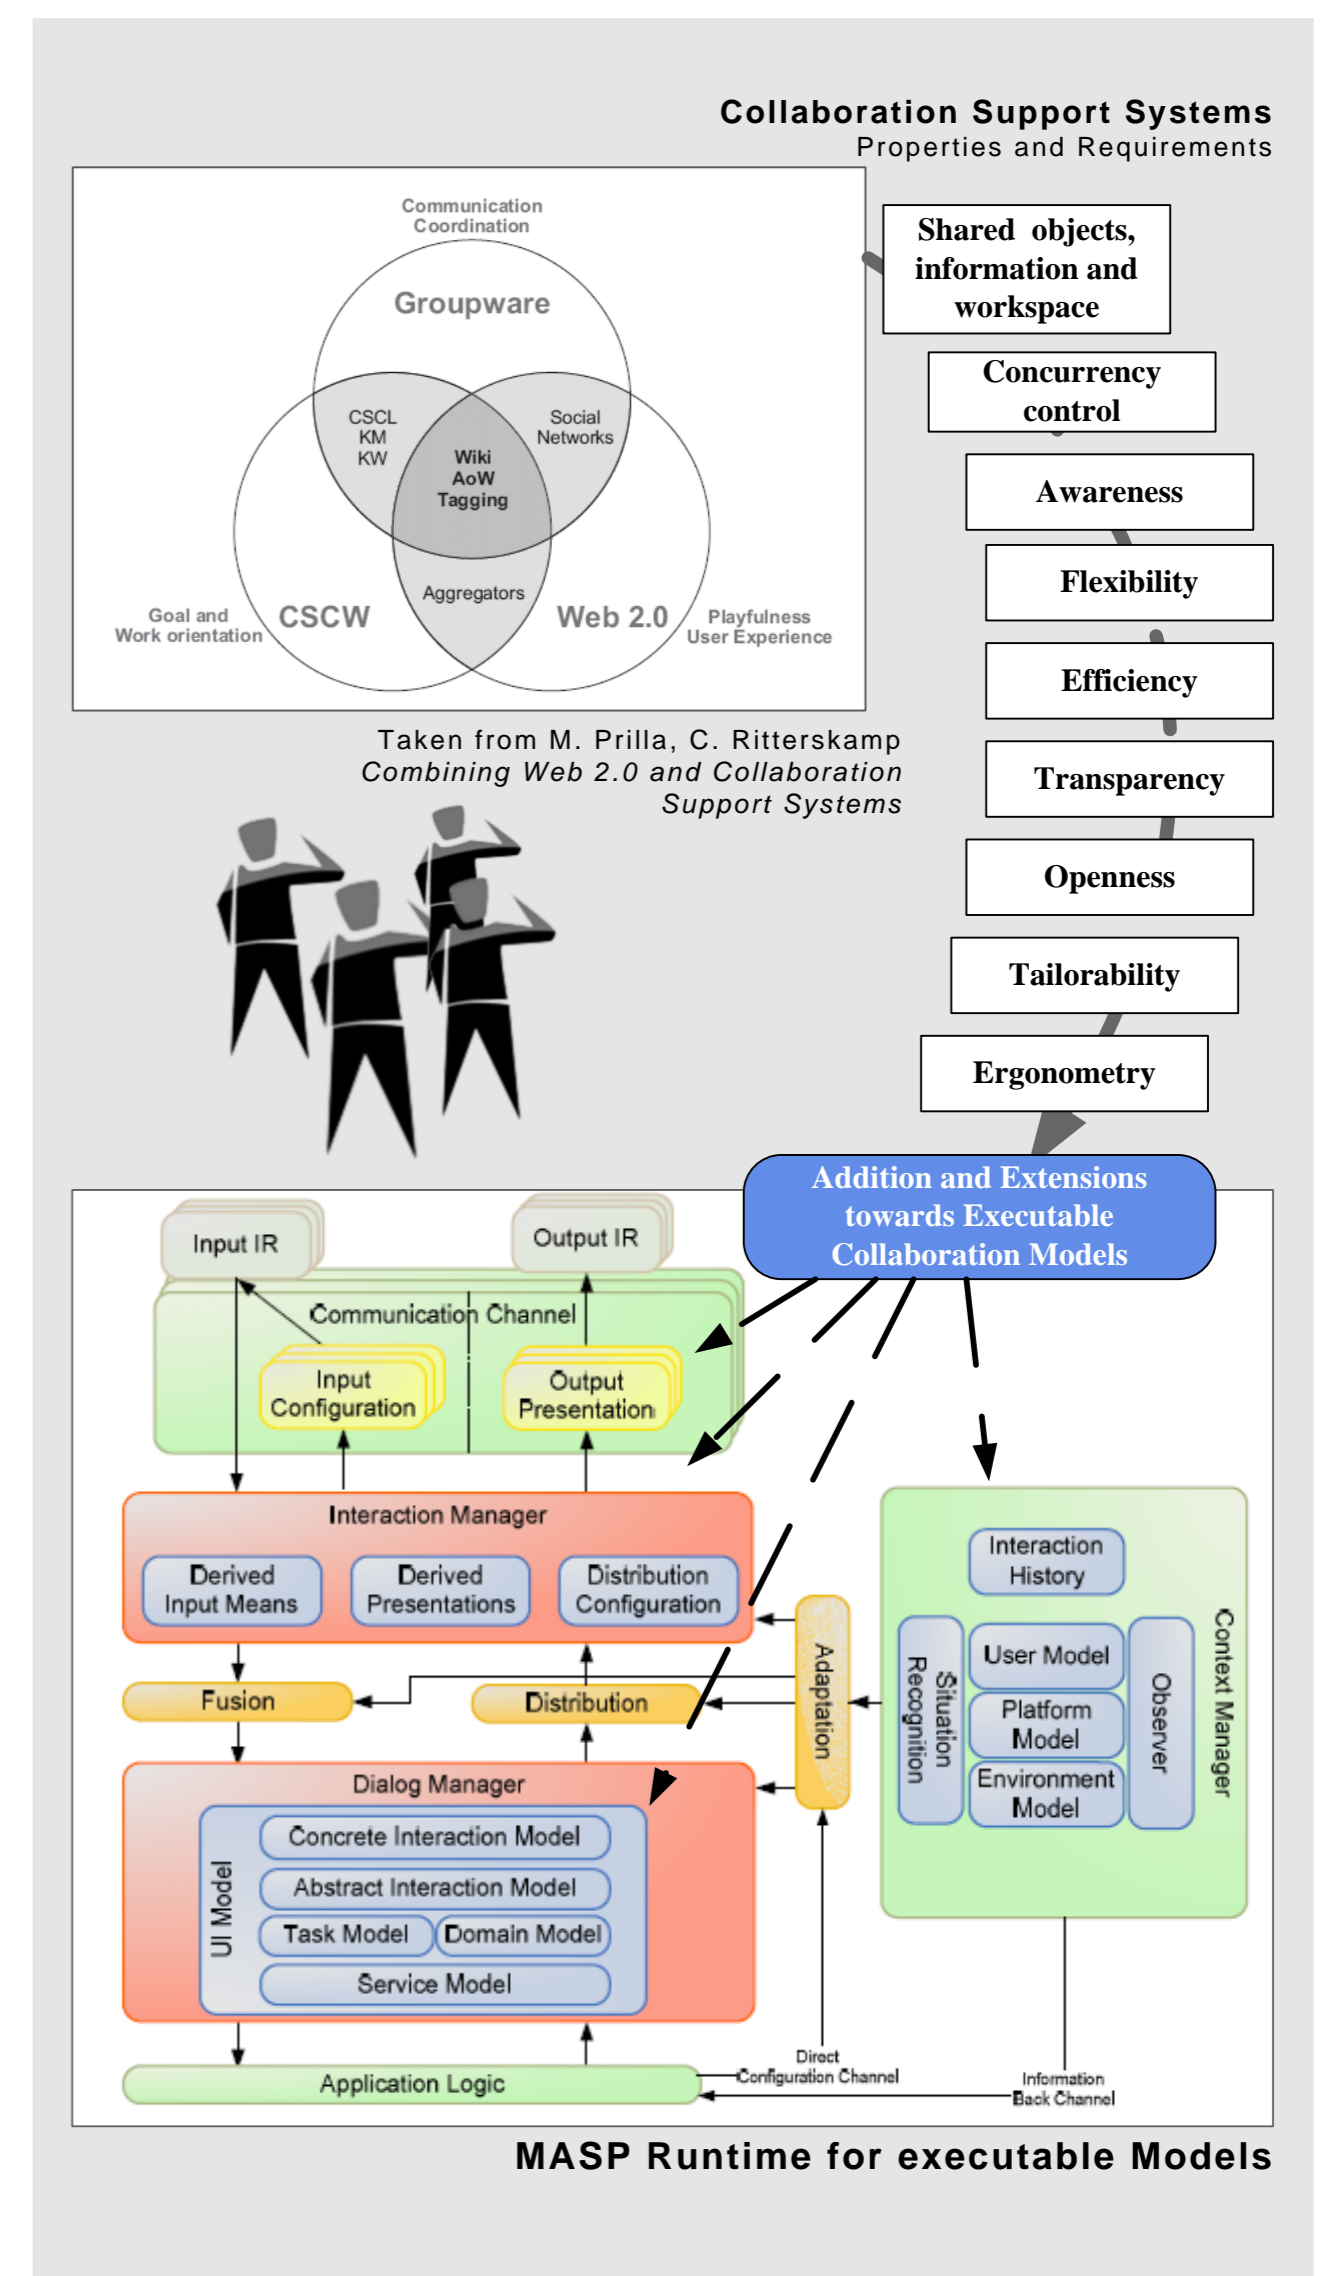 Collaboration Support Systems
Properties and Requirements
Communication
Coordination
Groupware
CSCL
KM
KW
Social
Networks
Wiki
AoW
Tagging
Aggregators
Goal and
Work orientation
CSCW
Web 2.0
Playfulness
User Experience
Taken from M. Prilla, C. Ritterskamp
Combining Web 2.0 and Collaboration
Support Systems
Shared objects,
information and
workspace
Concurrency
control
Awareness
Flexibility
Efficiency
Transparency
Openness
Tailorability
Ergonometry
Addition and Extensions
towards Executable
Collaboration Models
Input IR
Output IR
Communication Channel
Input
Configuration
Output
Presentation
Interaction Manager
Derived
Input Means
Derived
Presentations
Distribution
Configuration
Fusion
Distribution
Adaptation
Dialog Manager
UI Model
Concrete Interaction Model
Abstract Interaction Model
Task Model
Domain Model
Service Model
Application Logic
Interaction
History
Situation
Recognition
User Model
Platform
Model
Environment
Model
Observer
Context Manager
Direct
Configuration Channel
Information
Back Channel
MASP Runtime for executable Models